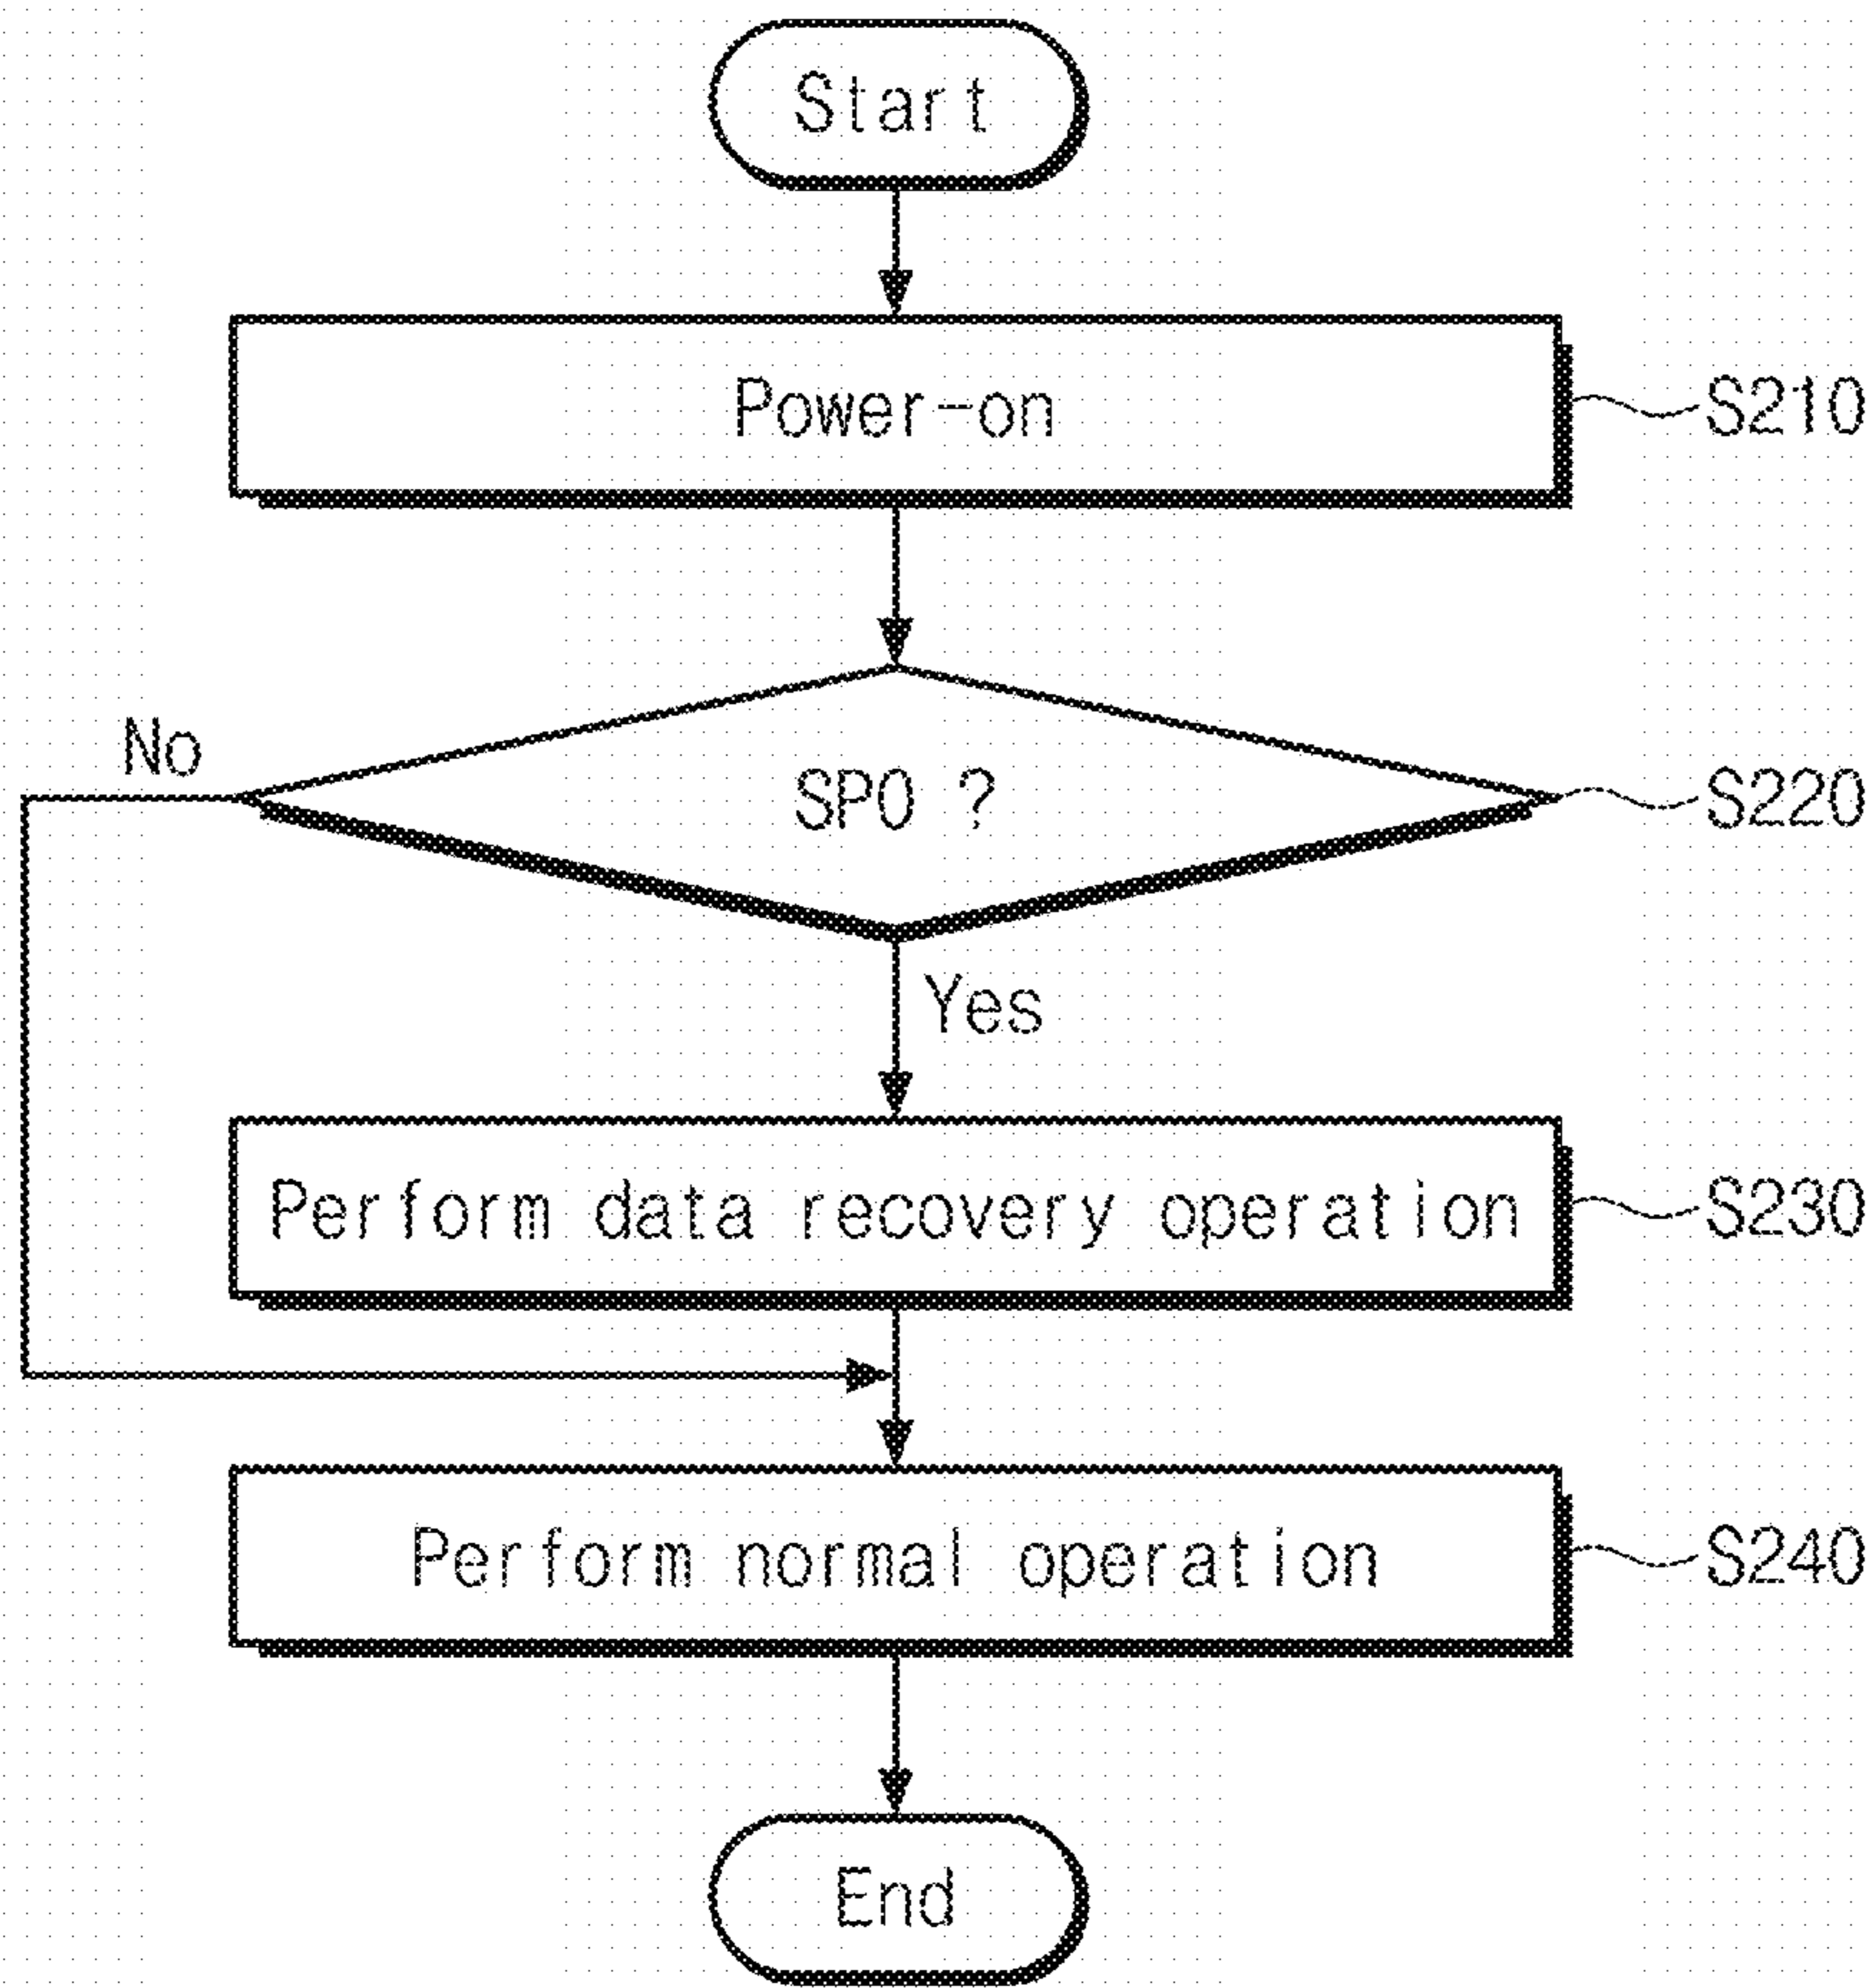 Start
Power-on
S210
No
SPO ?
S220
Yes
Perform data recovery operation
S230
Perform normal operation
S240
End